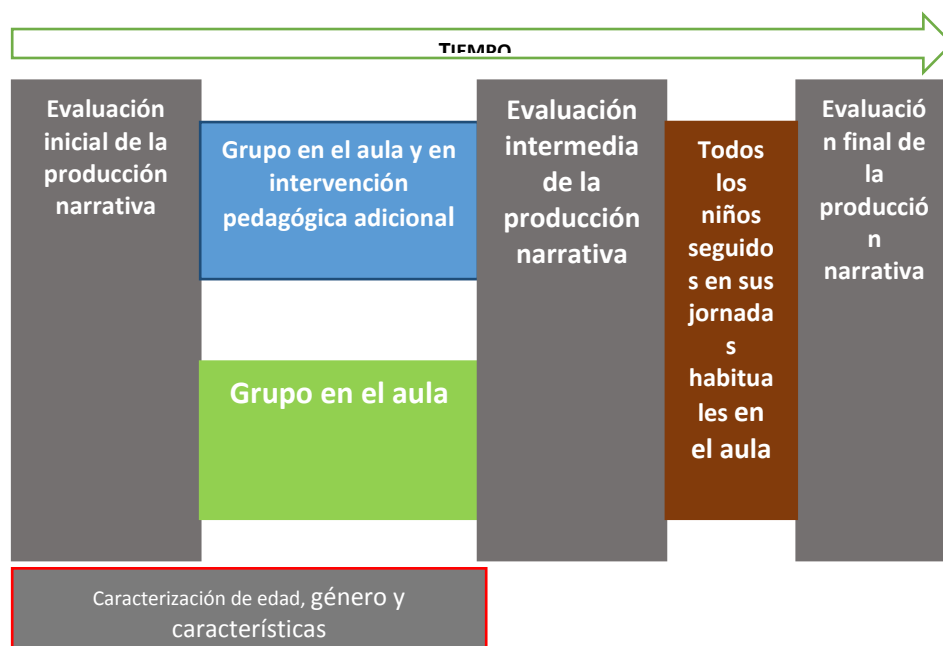 TIEMPO
Evaluación
inicial de la
producción
narrativa
Grupo en el aula y en
intervención
pedagógica adicional
Grupo en el aula
Evaluación
intermedia
de la
producción
narrativa
Todos
los
niños
seguido
s en sus
jornada
s
habitua
les en
el aula
Evaluació
n final de
la
producció
n
narrativa
Caracterización de edad, género y
características